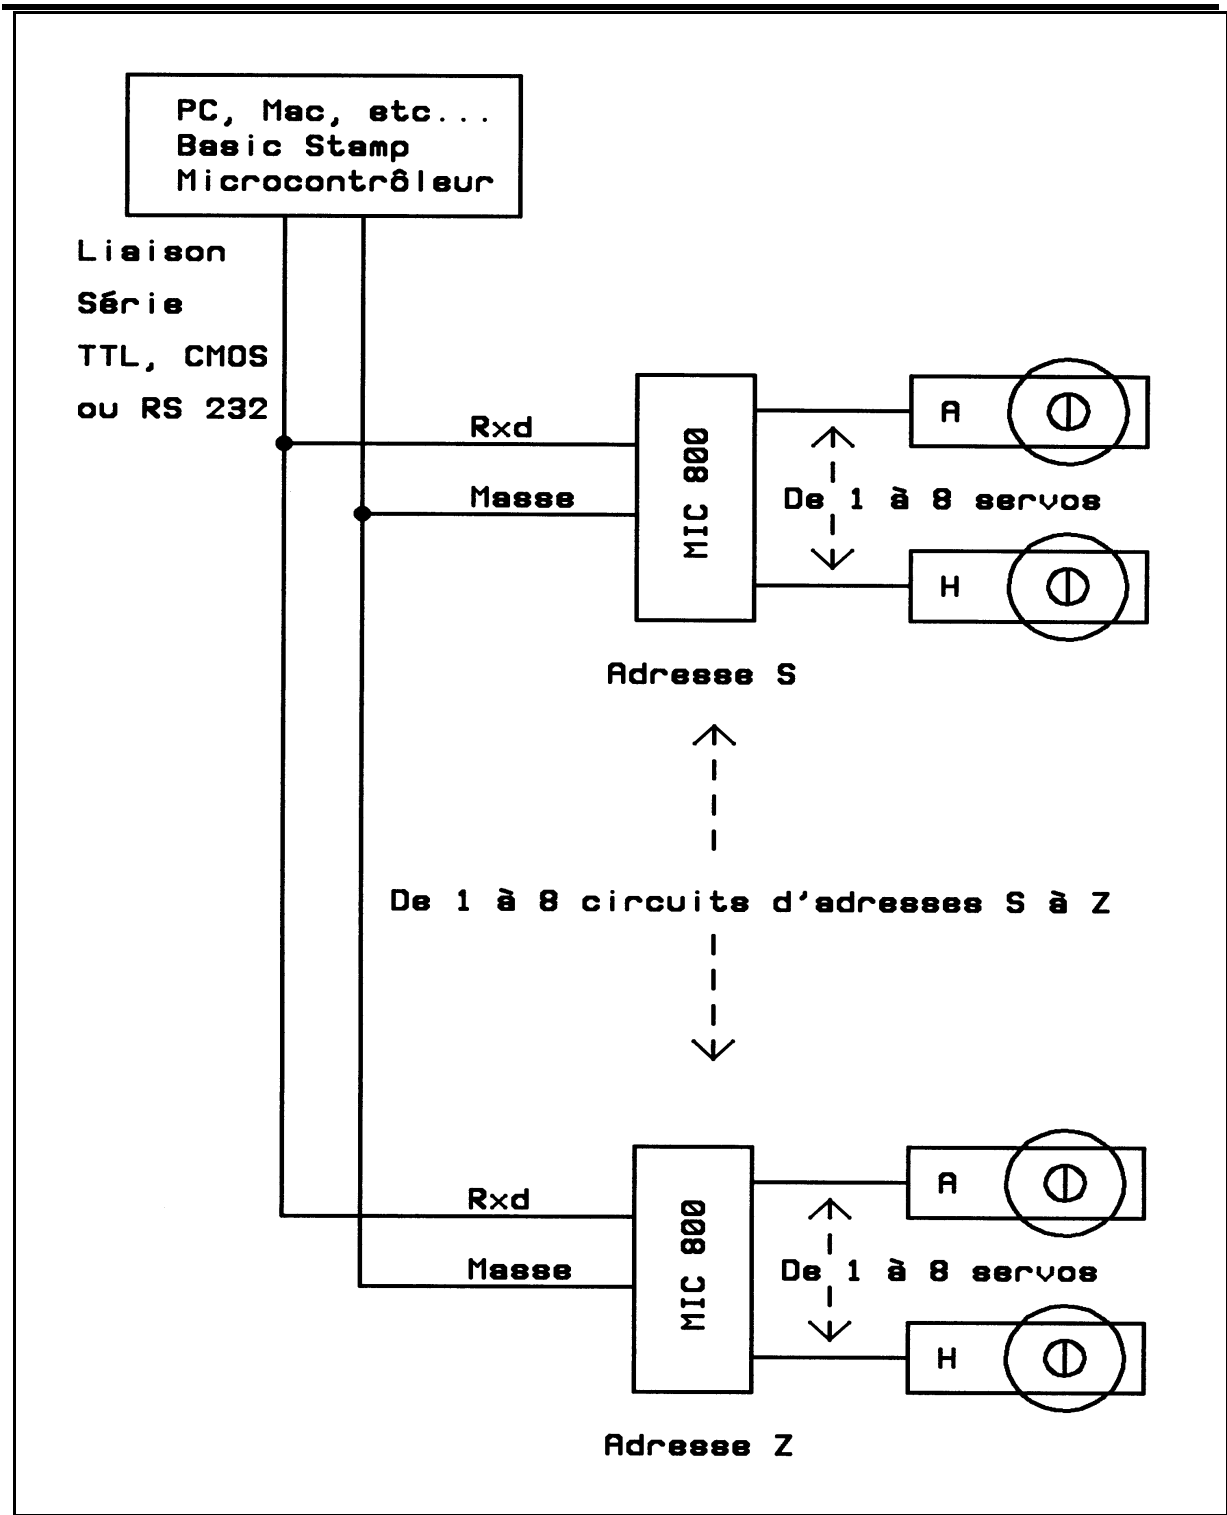 PC, Mac, etc...
Basic Stamp
Microcontrôleur
Liaison
Série
TTL, CMOS
ou RS 232
Rxd
Masse
MIC 800
A
De 1 à 8 servos
H
Adresse S
De 1 à 8 circuits d'adresses S à Z
Rxd
Masse
MIC 800
A
De 1 à 8 servos
H
Adresse Z